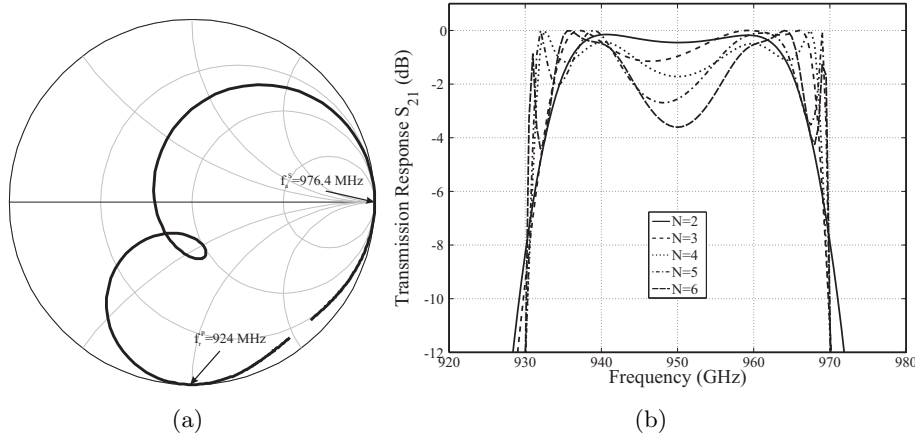 f_a^s=976.4 MHz
f_r^p=924 MHz
(a)
Transmission Response S_21 (dB)
0
-2
-4
-6
-8
-10
-12
N=2
N=3
N=4
N=5
N=6
920 930 940 950 960 970 980
Frequency (GHz)
(b)